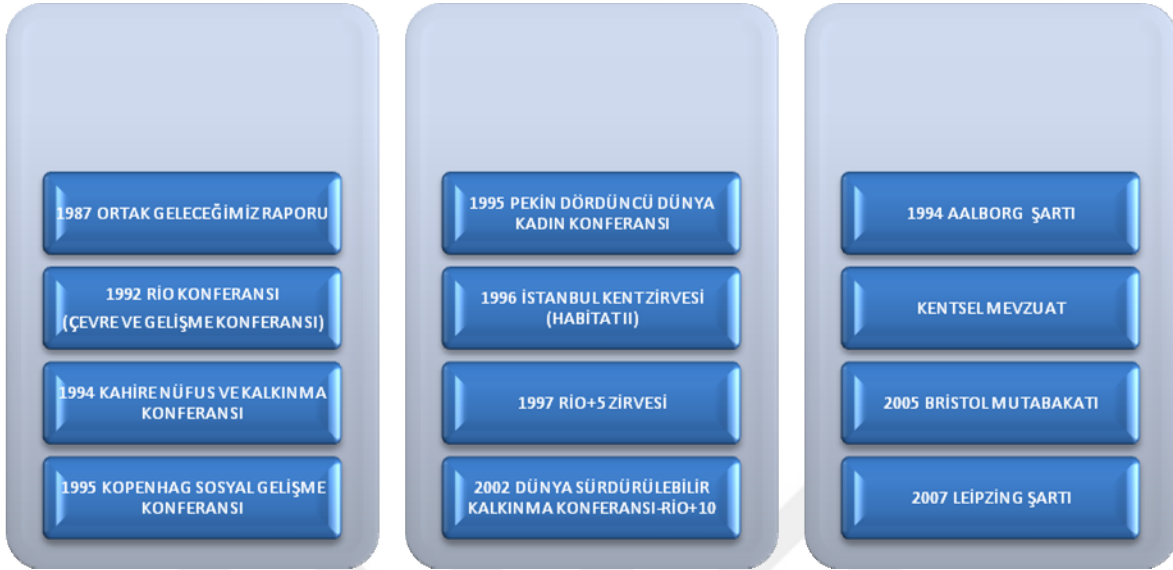 1987 ORTAK GELECEĞİMİZ RAPORU
1992 RİO KONFERANSI
(ÇEVRE VE GELİŞME KONFERANSI)
1994 KAHİRE NÜFUS VE KALKINMA
KONFERANSI
1995 KOPENHAG SOSYAL GELİŞME
KONFERANSI
1995 PEKİN DÖRDÜNCÜ DÜNYA
KADIN KONFERANSI
1996 İSTANBUL KENT ZİRVESİ
(HABİTAT II)
1997 RİO+5 ZİRVESİ
2002 DÜNYA SÜRDÜRÜLEBİLİR
KALKINMA KONFERANSI-RİO+10
1994 AALBORG ŞARTI
KENTSEL MEVZUAT
2005 BRİSTOL MUTABAKATI
2007 LEİPZİNG ŞARTI